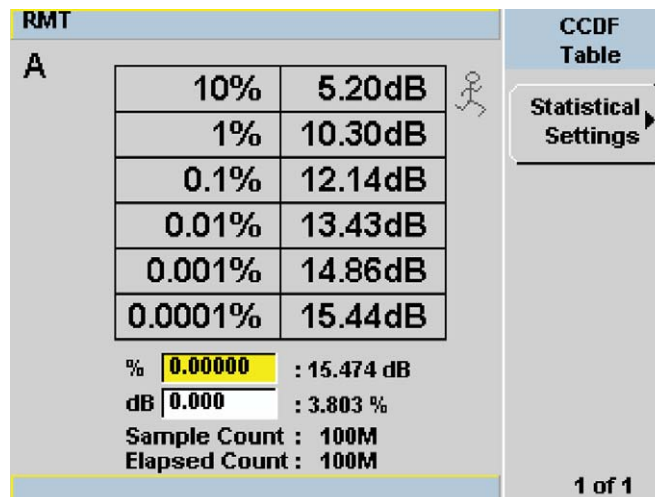 RMT
CCDF
Table
A
10% 5.20dB
1% 10.30dB
0.1% 12.14dB
0.01% 13.43dB
0.001% 14.86dB
0.0001% 15.44dB
Statistical
Settings
% 0.00000 : 15.474 dB
dB 0.000 : 3.803 %
Sample Count : 100M
Elapsed Count : 100M
1 of 1